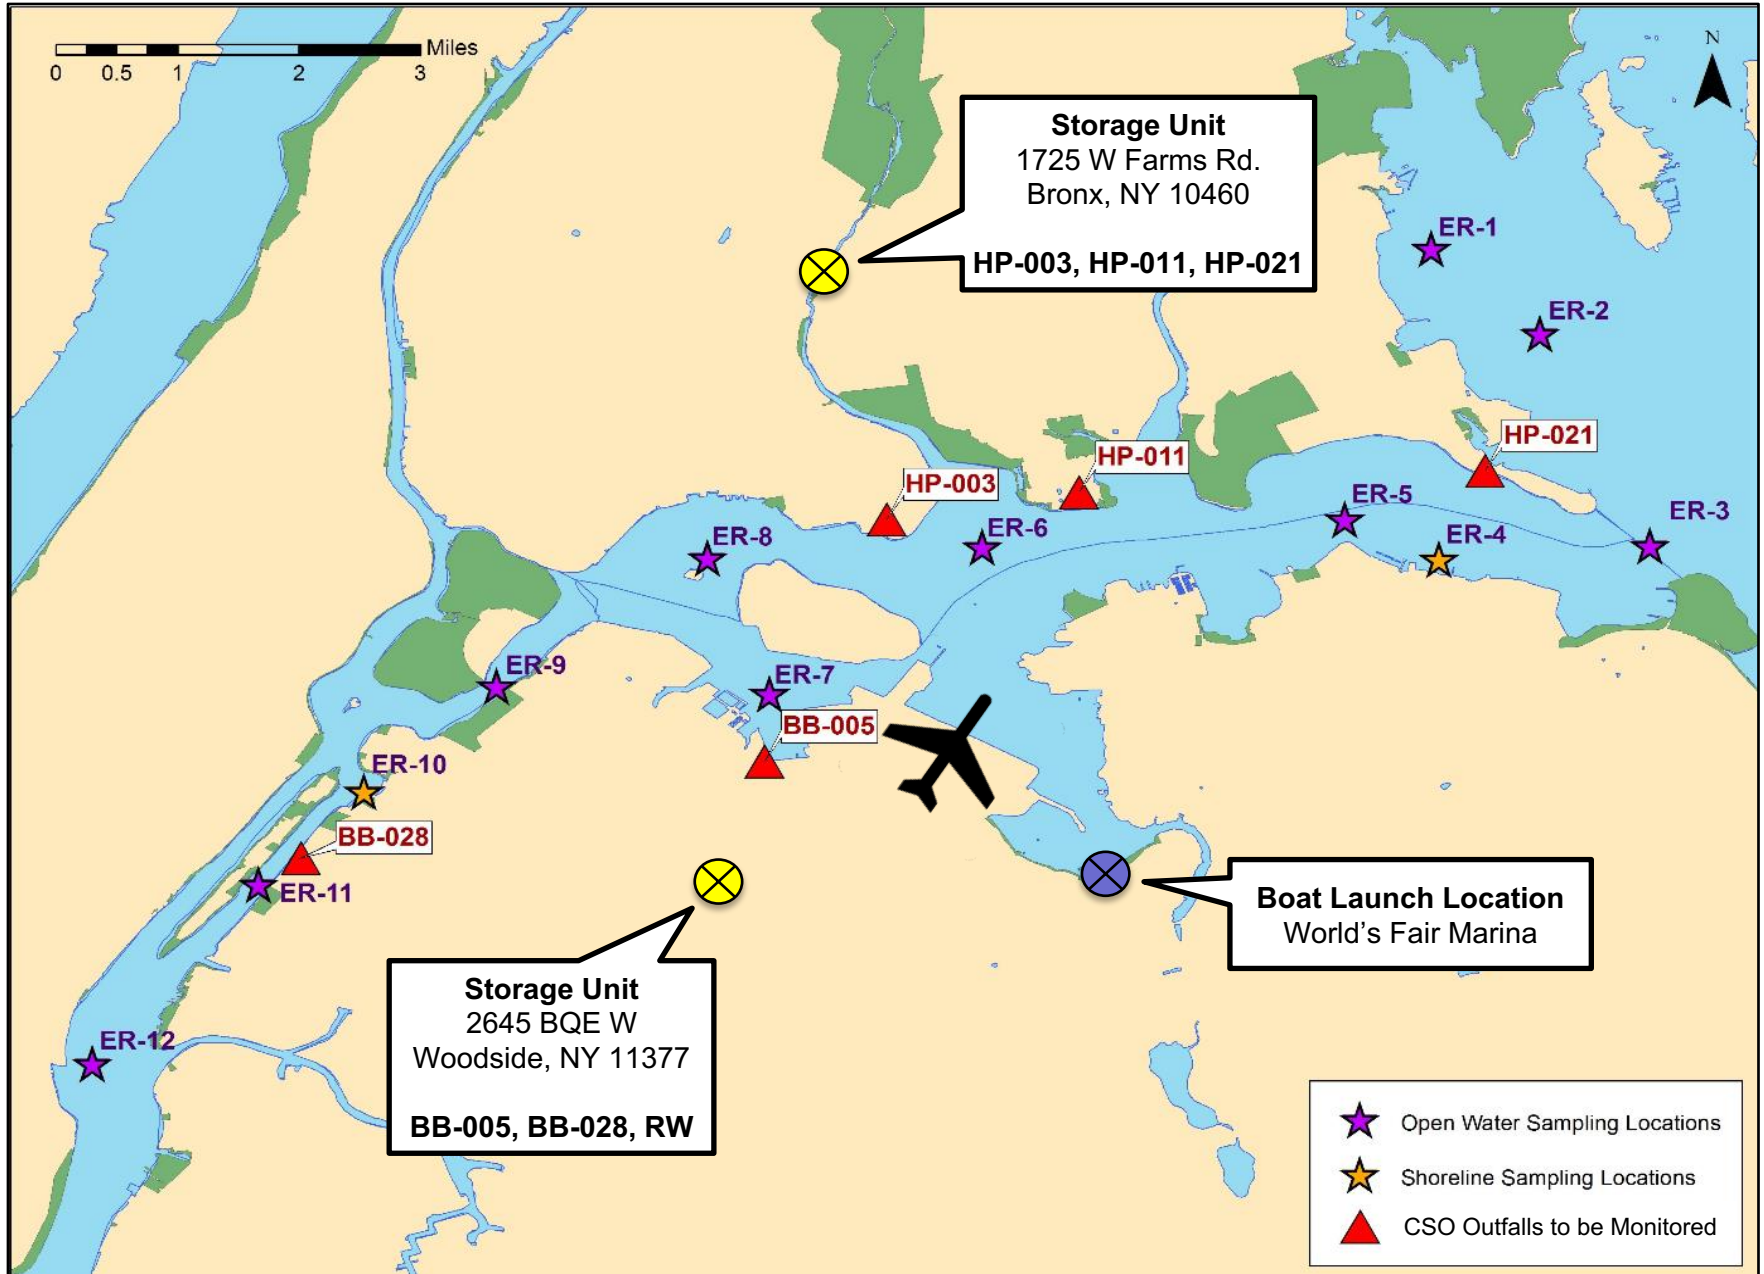 Miles
0 0.5 1 2 3
N
Storage Unit
1725 W Farms Rd.
Bronx, NY 10460
HP-003, HP-011, HP-021
ER-1
ER-2
HP-021
HP-011
HP-003
ER-5
ER-3
ER-4
ER-6
ER-8
ER-9
ER-7
BB-005
ER-10
BB-028
ER-11
Boat Launch Location
World's Fair Marina
Storage Unit
2645 BQE W
Woodside, NY 11377
BB-005, BB-028, RW
ER-12
Open Water Sampling Locations
Shoreline Sampling Locations
CSO Outfalls to be Monitored